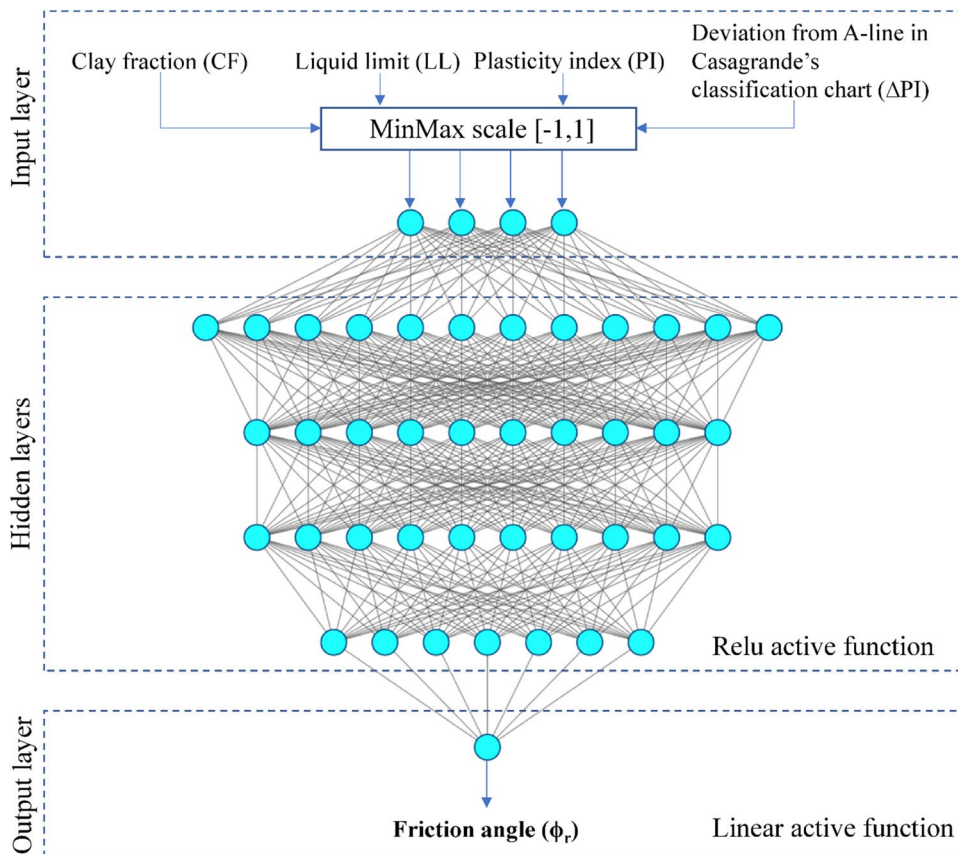 Input layer
Clay fraction (CF)
Liquid limit (LL)
Plasticity index (PI)
Deviation from A-line in
Casagrande's
classification chart (ΔPI)
MinMax scale [-1,1]
Hidden layers
Relu active function
Output layer
Friction angle (ϕr)
Linear active function